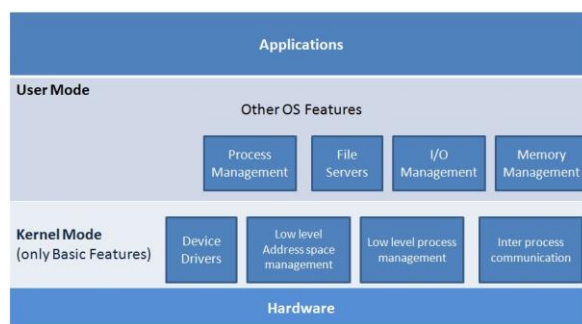 Applications
User Mode
Other OS Features
Process
Management
File
Servers
I/O
Management
Memory
Management
Kernel Mode
(only Basic Features)
Device
Drivers
Low level
Address space
management
Low level process
management
Inter process
communication
Hardware